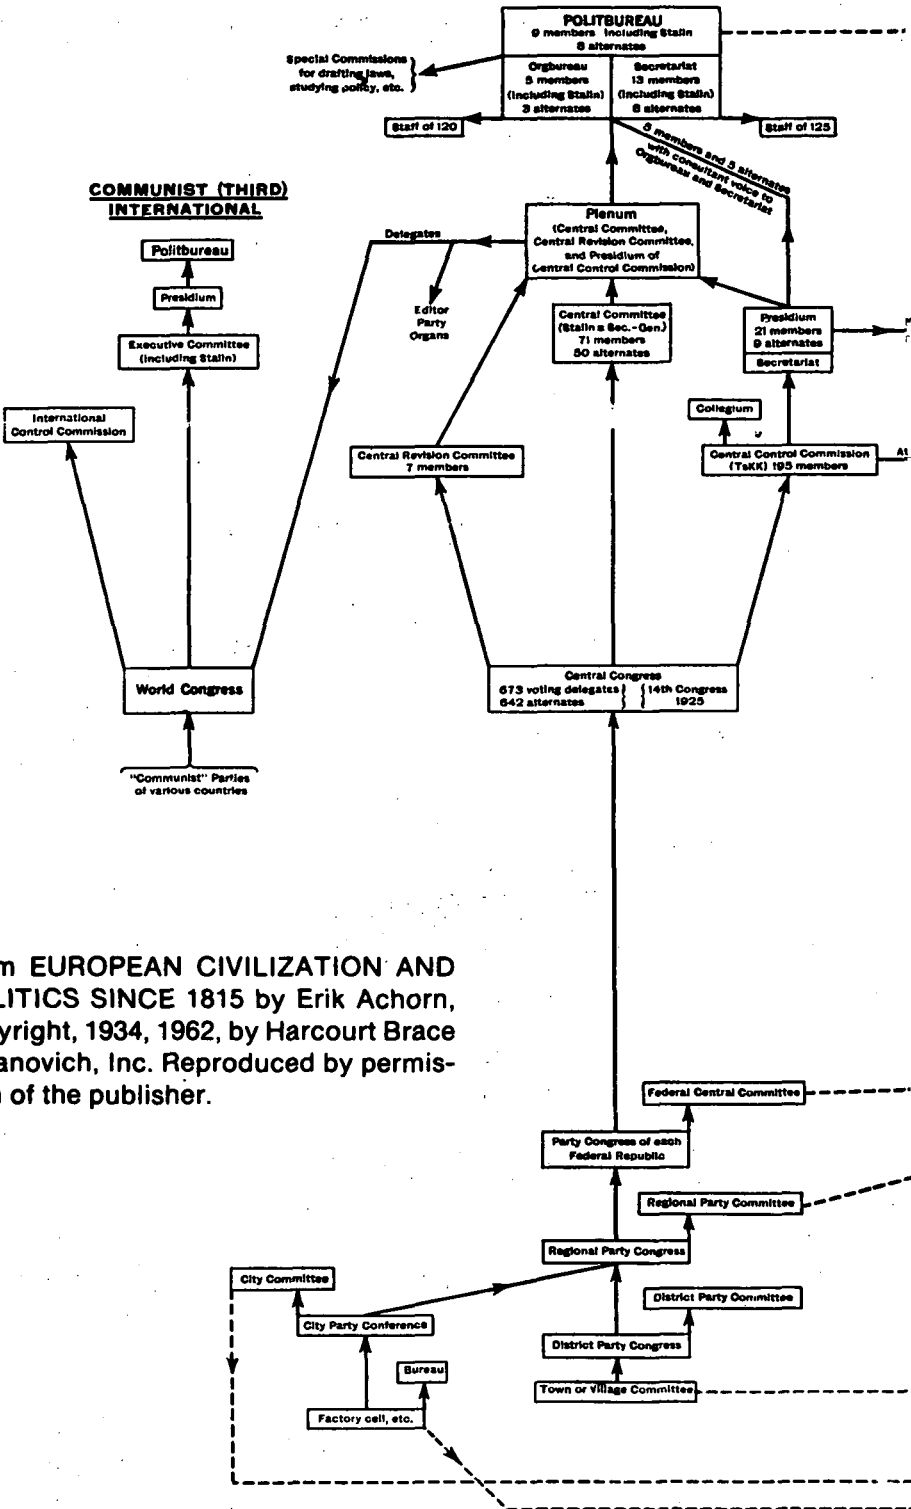 POLITBUREAU
9 members including Stalin
8 alternates
Special Commissions
for drafting laws,
studying policy, etc.
Orgbureau
5 members
(including Stalin)
3 alternates
Secretariat
13 members
(including Stalin)
6 alternates
Staff of 120
Staff of 125
5 members and 5 alternates
with consultant voice to
Orgbureau and Secretariat
COMMUNIST (THIRD)
INTERNATIONAL
Politbureau
Presidium
Executive Committee
(including Stalin)
International
Control Commission
Delegates
Editor
Party
Organs
Plenum
(Central Committee,
Central Revision Committee,
and Presidium of
Central Control Commission)
Central Committee
(Stalin a Sec.-Gen.)
71 members
50 alternates
Presidium
21 members
9 alternates
Secretariat
Collegium
Central Revision Committee
7 members
Central Control Commission
(TsKK) 195 members
At
World Congress
"Communist" Parties
of various countries
Central Congress
673 voting delegates
642 alternates
14th Congress
1925
m EUROPEAN CIVILIZATION AND
LITICS SINCE 1815 by Erik Achorn,
pyright, 1934, 1962, by Harcourt Brace
anovich, Inc. Reproduced by permis-
n of the publisher.
Federal Central Committee
Party Congress of each
Federal Republic
Regional Party Committee
Regional Party Congress
City Committee
City Party Conference
District Party Committee
District Party Congress
Bureau
Town or Village Committee
Factory cell, etc.